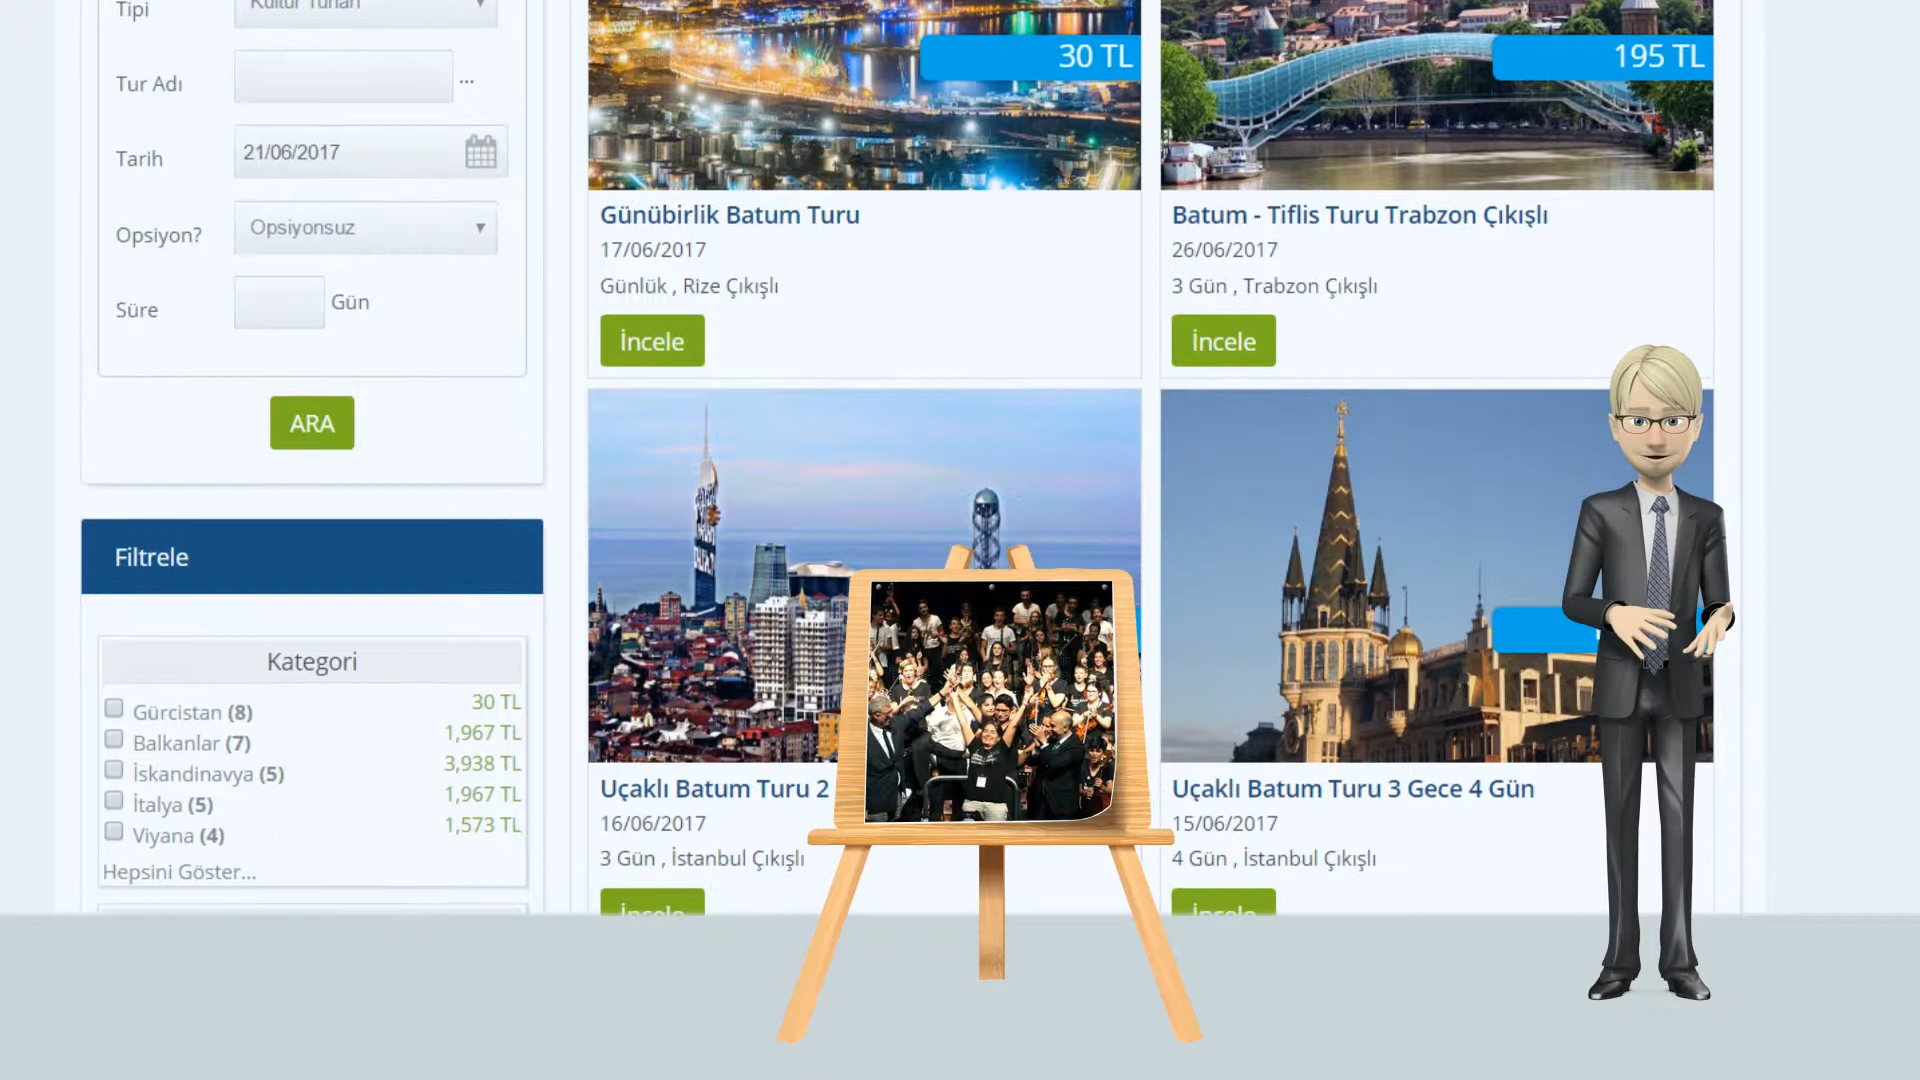 Tipi
Kültür Turları
Tur Adı
...
Tarih
21/06/2017
Opsiyon?
Opsiyonsuz
Süre
Gün
ARA
Filtrele
Kategori
Gürcistan (8)
30 TL
Balkanlar (7)
1,967 TL
İskandinavya (5)
3,938 TL
İtalya (5)
1,967 TL
Viyana (4)
1,573 TL
Hepsini Göster...
30 TL
Günübirlik Batum Turu
17/06/2017
Günlük , Rize Çıkışlı
İncele
195 TL
Batum - Tiflis Turu Trabzon Çıkışlı
26/06/2017
3 Gün , Trabzon Çıkışlı
İncele
Uçaklı Batum Turu 2
16/06/2017
3 Gün , İstanbul Çıkışlı
İncele
Uçaklı Batum Turu 3 Gece 4 Gün
15/06/2017
4 Gün , İstanbul Çıkışlı
İncele